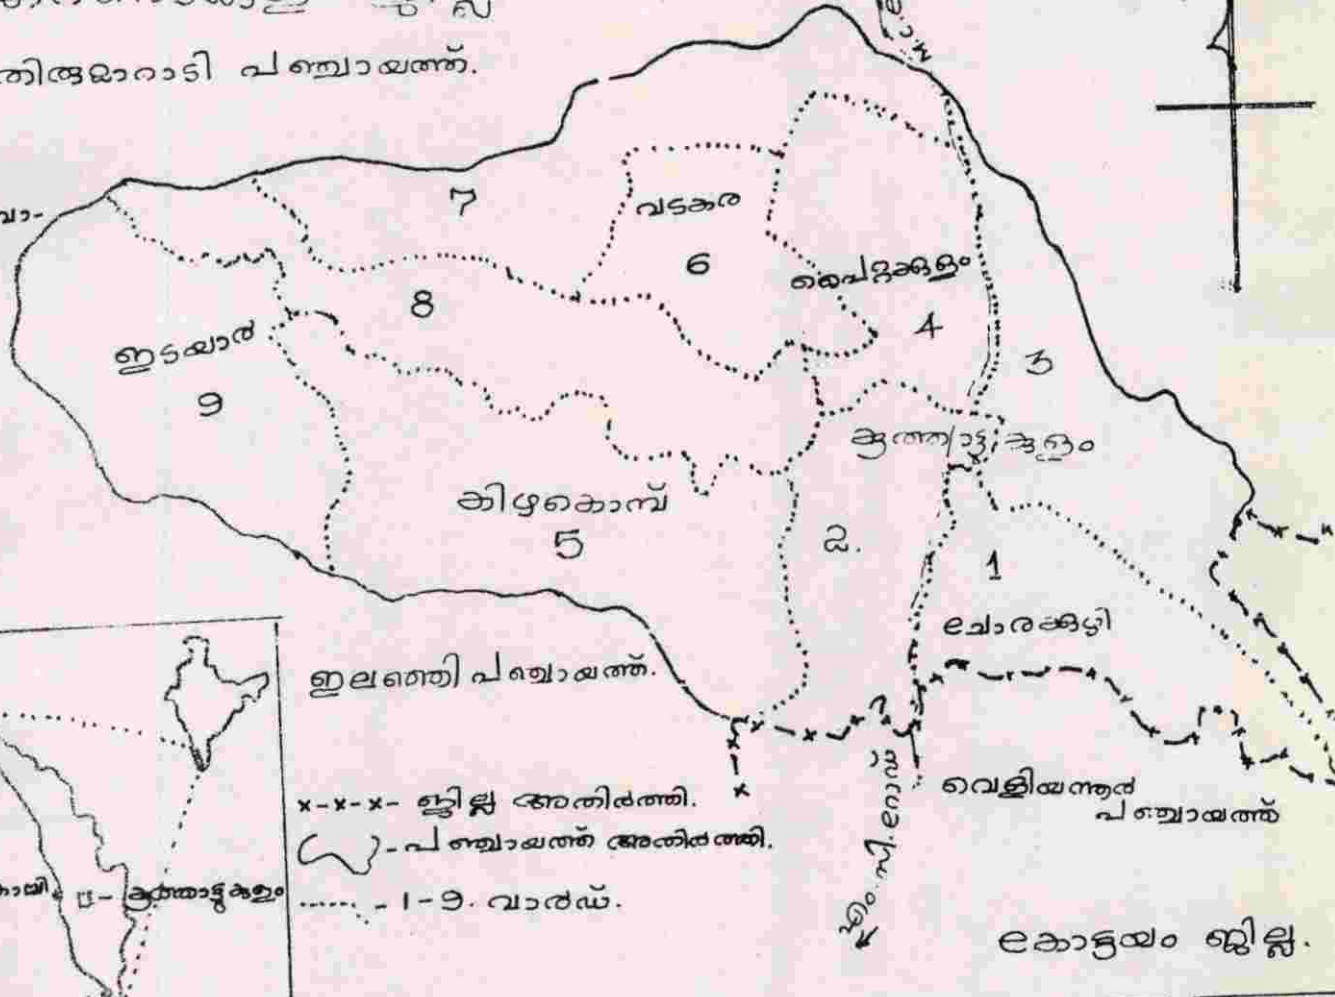 തിരുമാറാടി പഞ്ചായത്ത്.
7
വടകര
6
പൈറ്റക്കുളം
4
3
8
ഇടയാർ
9
കൂത്താട്ടുകുളം
കിഴകൊമ്പ്
5
2.
1
ചോരക്കുഴി
ഇലഞ്ഞി പഞ്ചായത്ത്.
വെളിയന്നൂർ
പഞ്ചായത്ത്
x-x-x- ജില്ല അതിർത്തി.
-പഞ്ചായത്ത് അതിർത്തി.
- 1-9. വാർഡ്.
കൂത്താട്ടുകുളം
എം.സി.റോഡ്
കോട്ടയം ജില്ല.